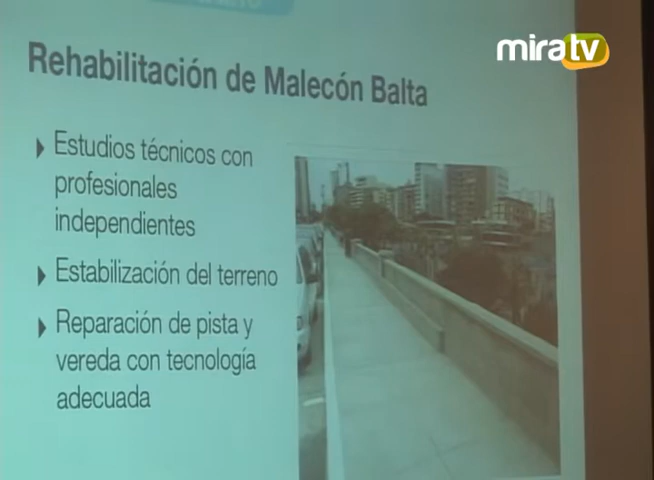 miratv
Rehabilitación de Malecón Balta
Estudios técnicos con
profesionales
independientes
Estabilización del terreno
Reparación de pista y
vereda con tecnología
adecuada